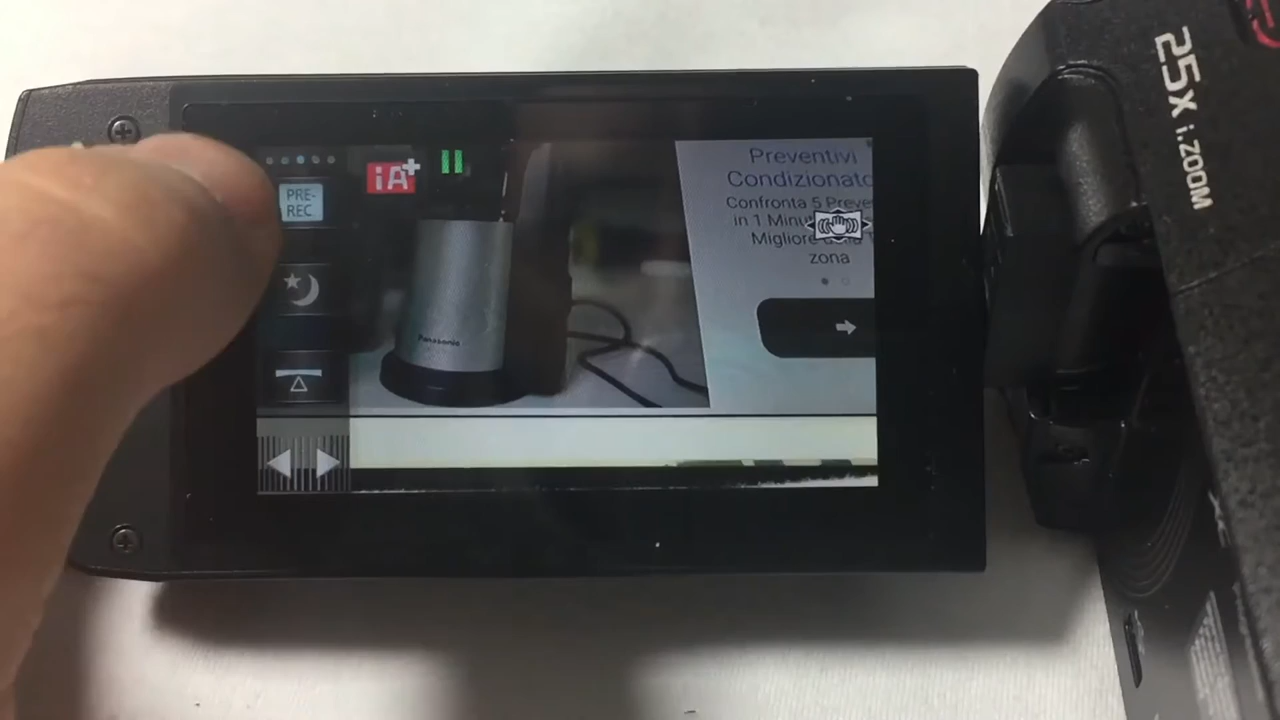 PRE-
REC
iA+
Panasonic
Preventivi
Condizionato
Confronta 5 Preve
in 1 Minu
Migliore
zona
25x i.ZOOM